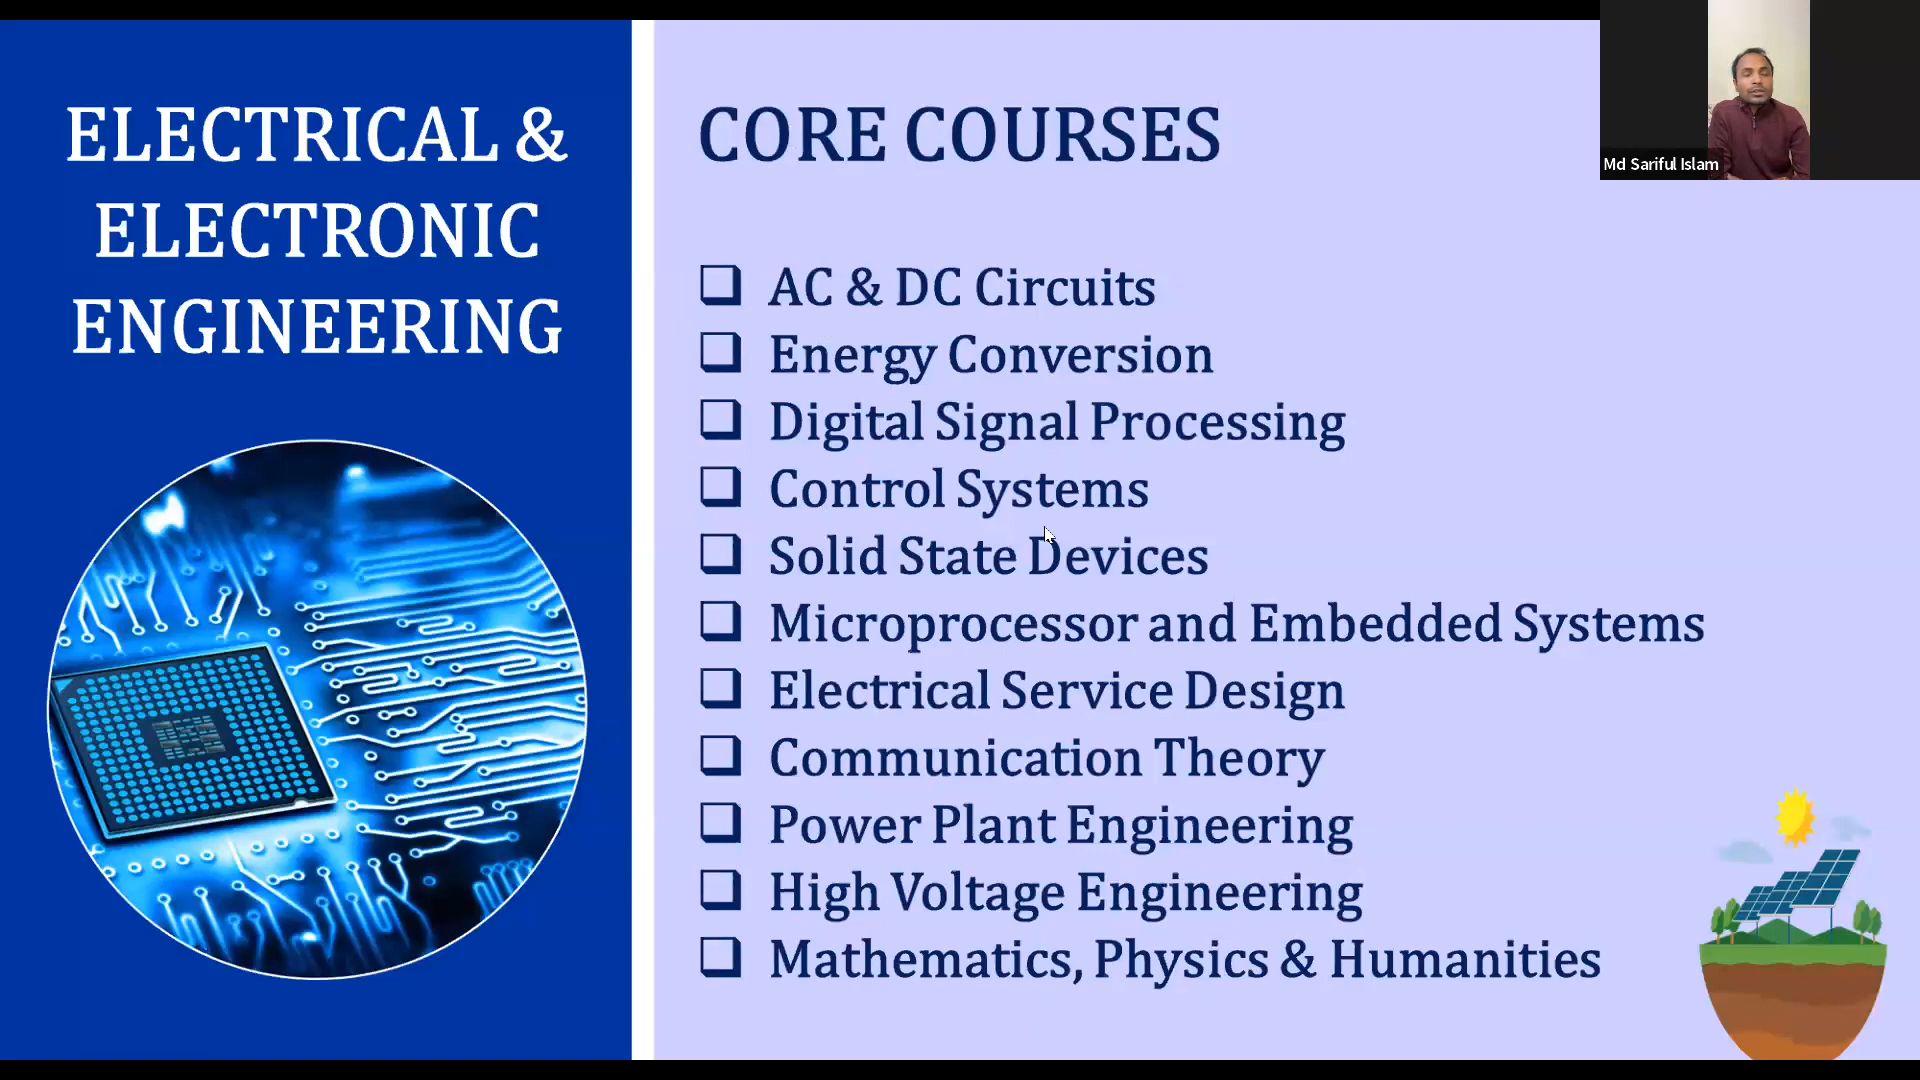 ELECTRICAL &
ELECTRONIC
ENGINEERING
CORE COURSES
AC & DC Circuits
Energy Conversion
Digital Signal Processing
Control Systems
Solid State Devices
Microprocessor and Embedded Systems
Electrical Service Design
Communication Theory
Power Plant Engineering
High Voltage Engineering
Mathematics, Physics & Humanities
Md Sariful Islam